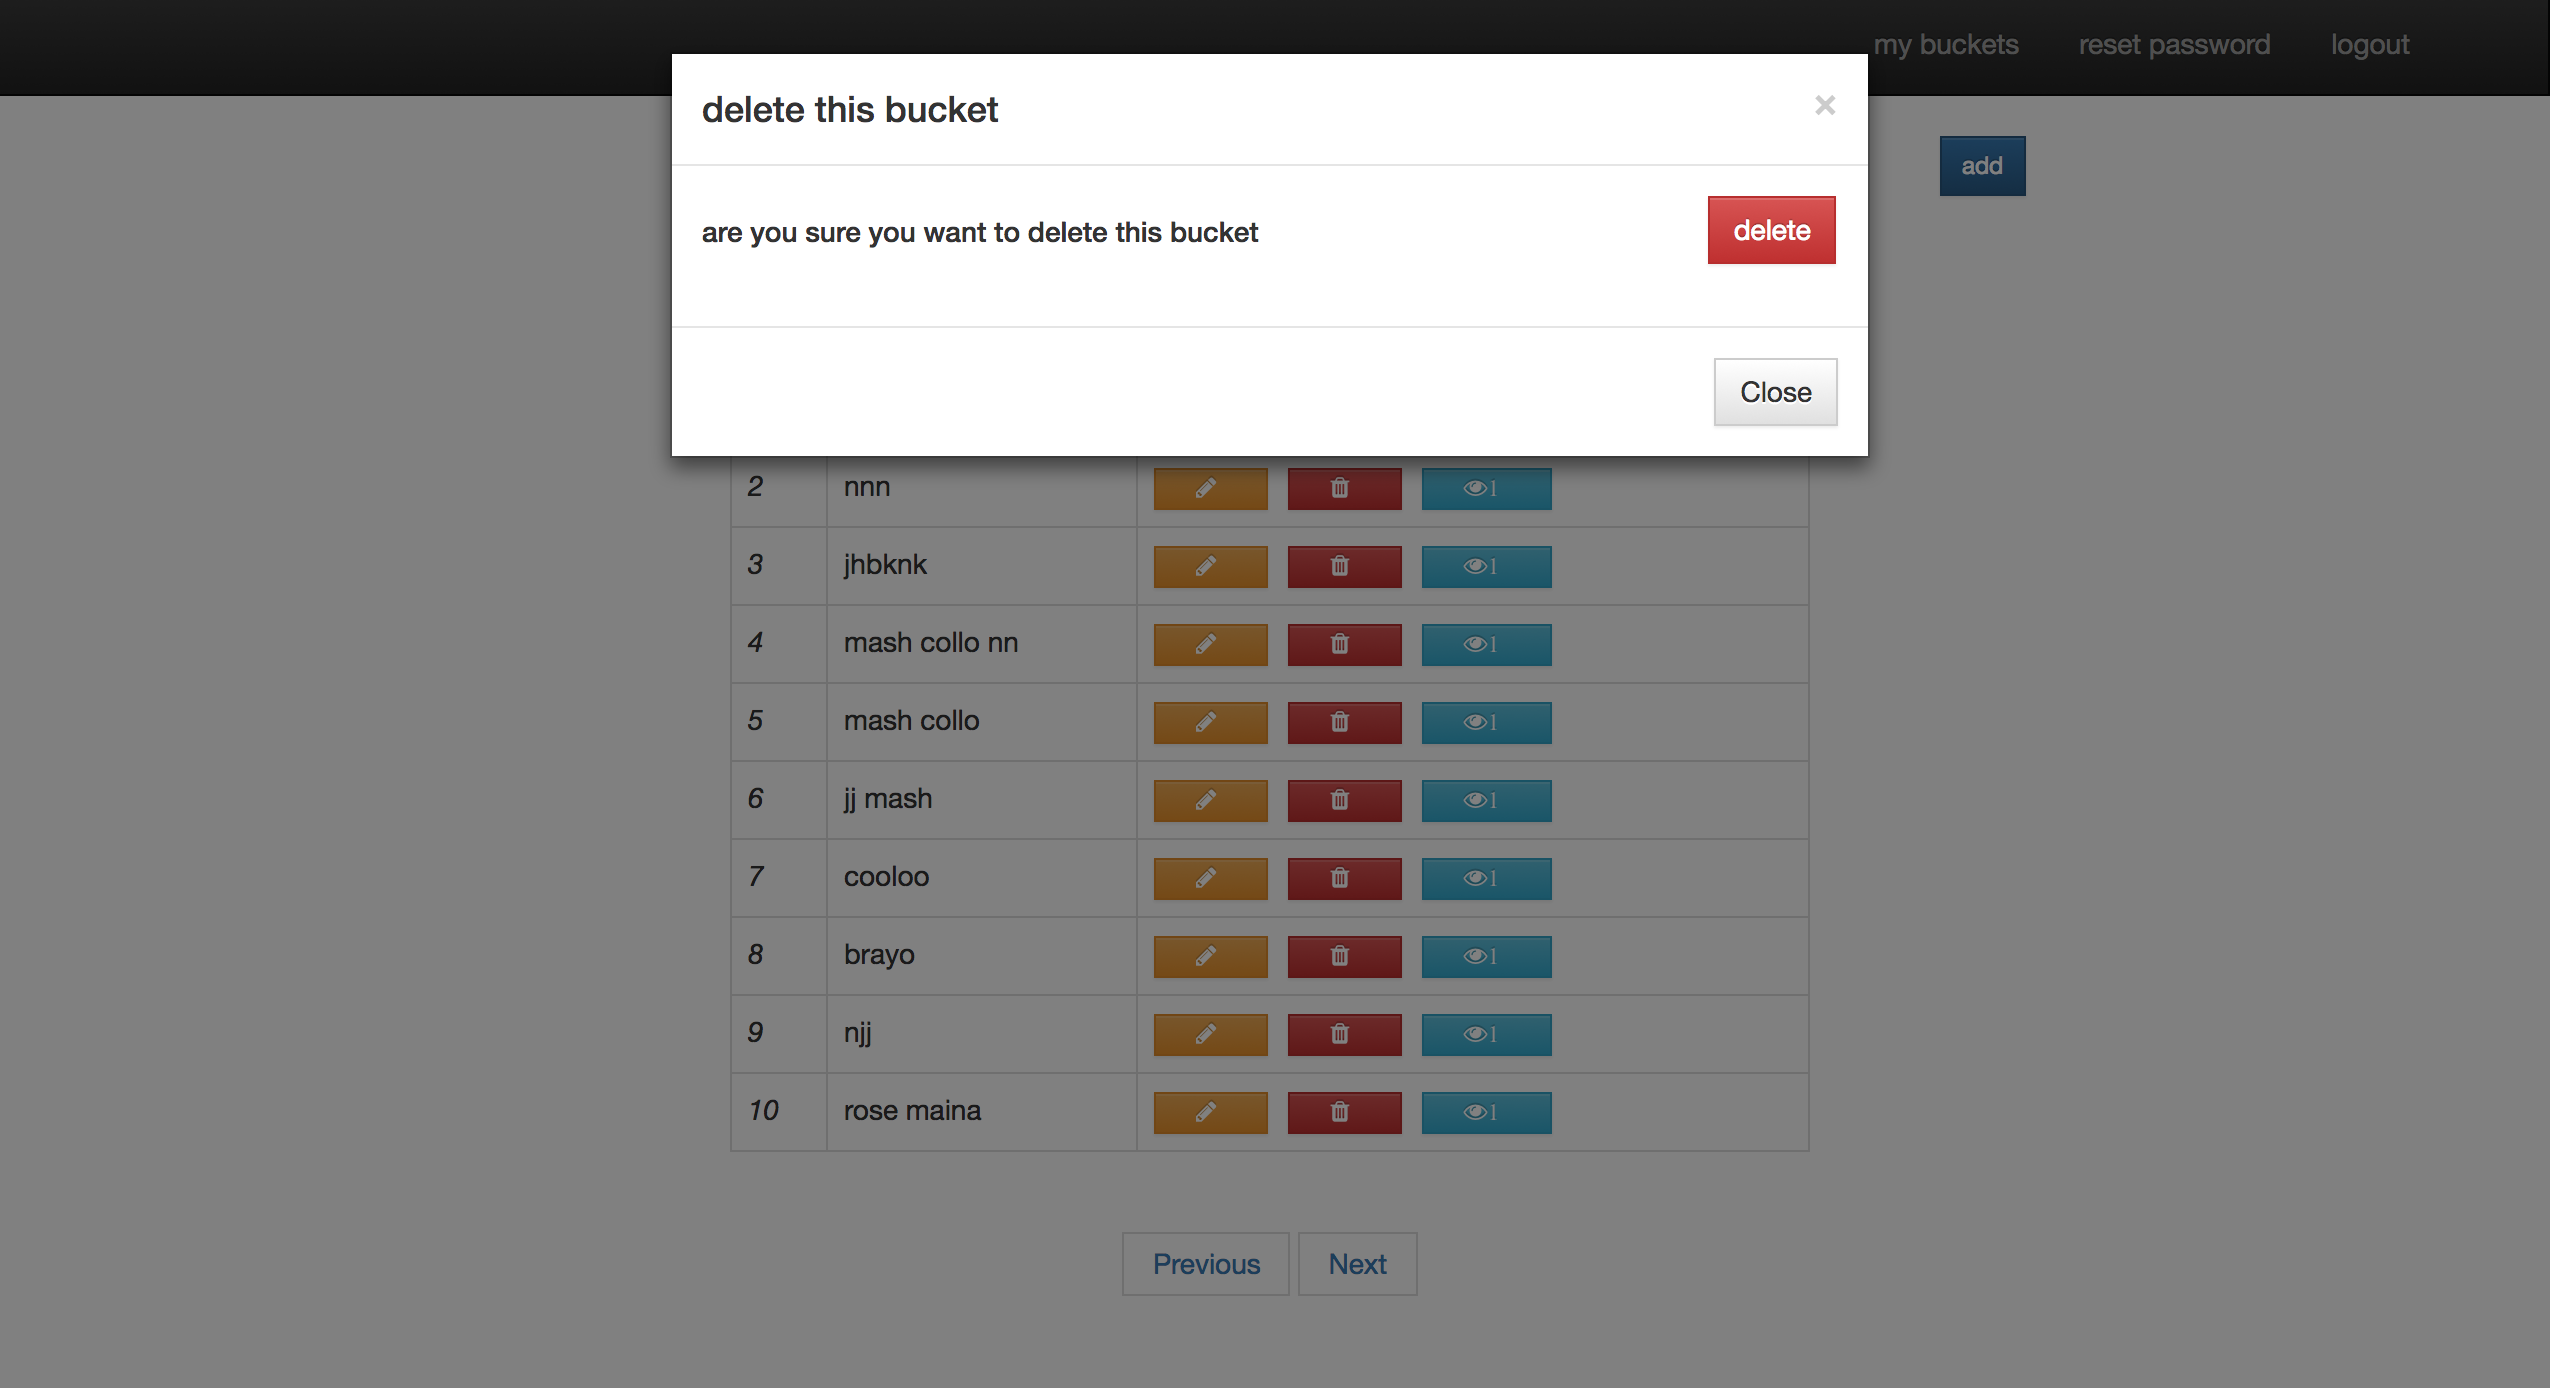 my buckets reset password logout
delete this bucket ×
add
are you sure you want to delete this bucket delete
Close
2 nnn 1
3 jhbknk 1
4 mash collo nn 1
5 mash collo 1
6 jj mash 1
7 cooloo 1
8 brayo 1
9 njj 1
10 rose maina 1
Previous Next